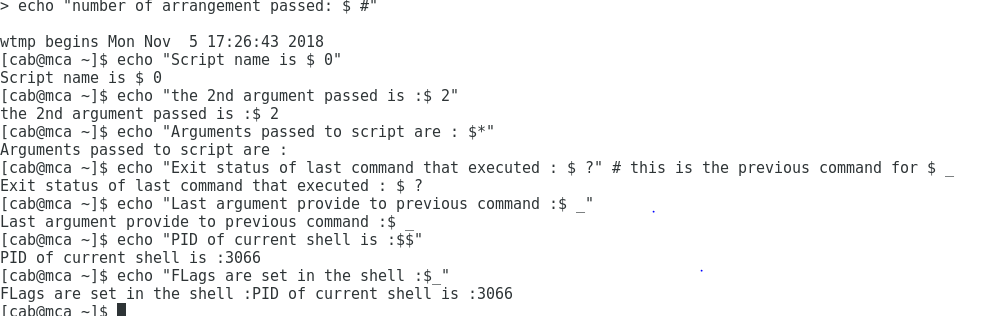 > echo "number of arrangement passed: $ #"
wtmp begins Mon Nov  5 17:26:43 2018
[cab@mca ~]$ echo "Script name is $ 0"
Script name is $ 0
[cab@mca ~]$ echo "the 2nd argument passed is :$ 2"
the 2nd argument passed is :$ 2
[cab@mca ~]$ echo "Arguments passed to script are : $*"
Arguments passed to script are :
[cab@mca ~]$ echo "Exit status of last command that executed : $ ?" # this is the previous command for $ _
Exit status of last command that executed : $ ?
[cab@mca ~]$ echo "Last argument provide to previous command :$ _"
Last argument provide to previous command :$ _
[cab@mca ~]$ echo "PID of current shell is :$$"
PID of current shell is :3066
[cab@mca ~]$ echo "FLags are set in the shell :$_"
FLags are set in the shell :PID of current shell is :3066
[cab@mca ~]$